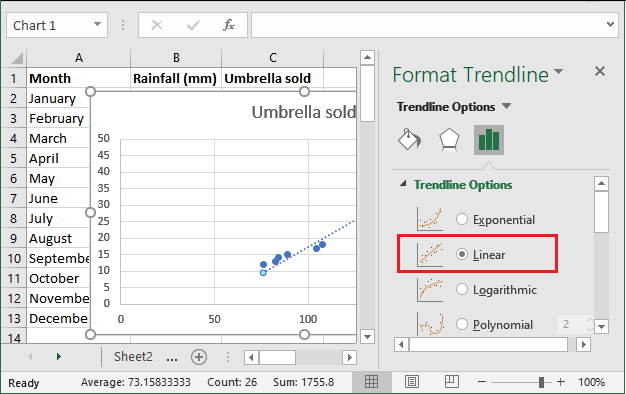 Chart 1
fx
A B C
1 Month Rainfall (mm) Umbrella sold
2 January
3 February
4 March
5 April
6 May
7 June
8 July
9 August
10 Septembe
11 October
12 Novembe
13 Decembe
14
Umbrella sold
50
45
40
35
30
25
20
15
10
5
0
0 50 100
Sheet2 ...
Format Trendline
Trendline Options
Trendline Options
Exponential
Linear
Logarithmic
Polynomial 2
Ready Average: 73.15833333 Count: 26 Sum: 1755.8 100%